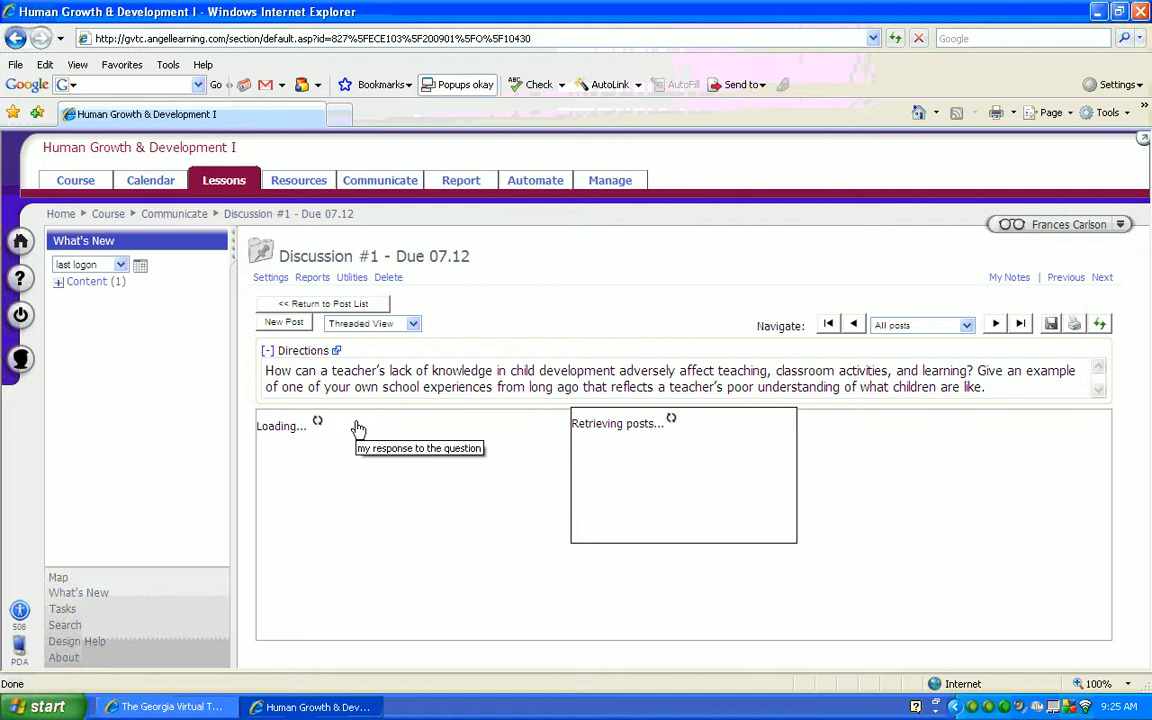 Human Growth & Development I - Windows Internet Explorer
http://gvtc.angellearning.com/section/default.asp?id=827%5FECE103%5F200901%5FO%5F10430
Google
File Edit View Favorites Tools Help
Google G Go Bookmarks Popups okay Check AutoLink AutoFill Send to Settings
Human Growth & Development I Page Tools
Human Growth & Development I
Course Calendar Lessons Resources Communicate Report Automate Manage
Home Course Communicate Discussion #1 - Due 07.12
Frances Carlson
What's New
last logon
Content (1)
Discussion #1 - Due 07.12
Settings Reports Utilities Delete My Notes Previous Next
<< Return to Post List
New Post Threaded View Navigate: All posts
[-] Directions
How can a teacher's lack of knowledge in child development adversely affect teaching, classroom activities, and learning? Give an example
of one of your own school experiences from long ago that reflects a teacher's poor understanding of what children are like.
Loading... Retrieving posts...
my response to the question
Map
What's New
Tasks
Search
Design Help
About
508
PDA
Done Internet 100%
start The Georgia Virtual T... Human Growth & Dev... 9:25 AM